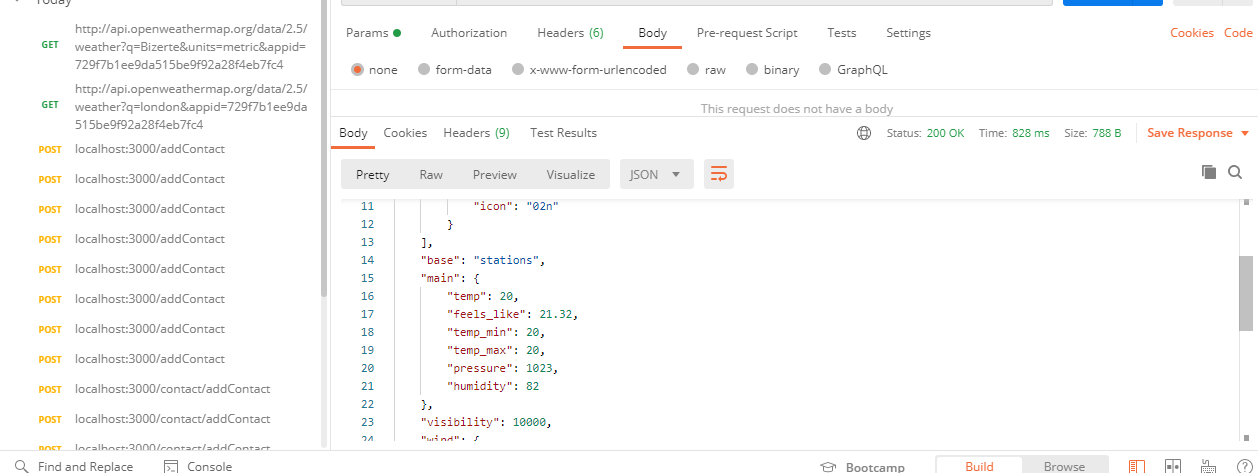 Today
GET
http://api.openweathermap.org/data/2.5/
weather?q=Bizerte&units=metric&appid=
729f7b1ee9da515be9f92a28f4eb7fc4
GET
http://api.openweathermap.org/data/2.5/
weather?q=london&appid=729f7b1ee9da
515be9f92a28f4eb7fc4
POST localhost:3000/addContact
POST localhost:3000/addContact
POST localhost:3000/addContact
POST localhost:3000/addContact
POST localhost:3000/addContact
POST localhost:3000/addContact
POST localhost:3000/addContact
POST localhost:3000/addContact
POST localhost:3000/contact/addContact
POST localhost:3000/contact/addContact
POST localhost:3000/contact/addContact
Params Authorization Headers (6) Body Pre-request Script Tests Settings Cookies Code
none form-data x-www-form-urlencoded raw binary GraphQL
This request does not have a body
Body Cookies Headers (9) Test Results Status: 200 OK Time: 828 ms Size: 788 B Save Response
Pretty Raw Preview Visualize JSON
11 "icon": "02n"
12 }
13 ],
14 "base": "stations",
15 "main": {
16 "temp": 20,
17 "feels_like": 21.32,
18 "temp_min": 20,
19 "temp_max": 20,
20 "pressure": 1023,
21 "humidity": 82
22 },
23 "visibility": 10000,
24 "wind": {
Find and Replace Console Bootcamp Build Browse